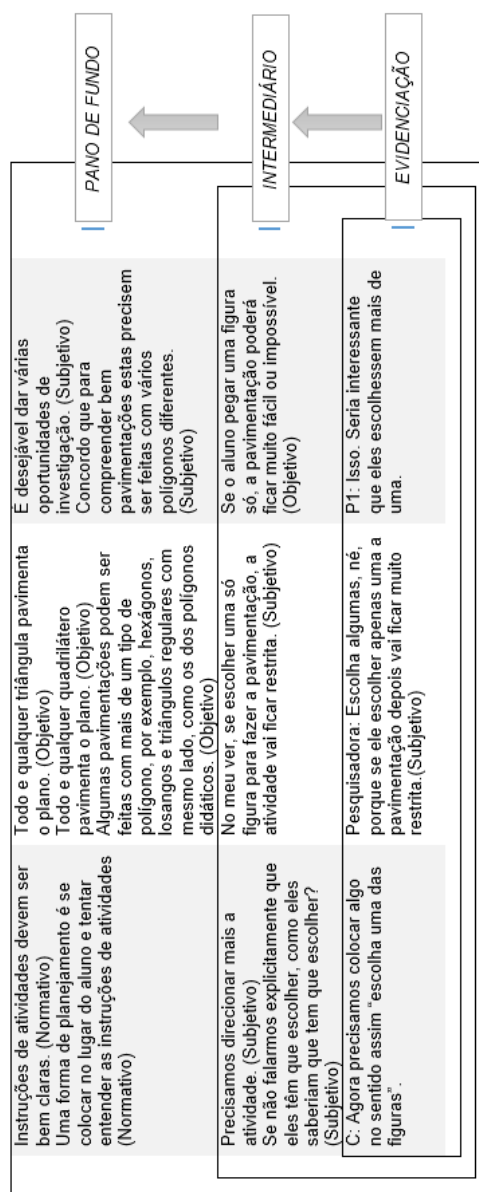 Instruções de atividades devem ser
bem claras. (Normativo)
Uma forma de planejamento é se
colocar no lugar do aluno e tentar
entender as instruções de atividades
(Normativo)
Todo e qualquer triângula pavimenta
o plano. (Objetivo)
Todo e qualquer quadrilátero
pavimenta o plano. (Objetivo)
Algumas pavimentações podem ser
feitas com mais de um tipo de
polígono, por exemplo, hexágonos,
losangos e triângulos regulares com
mesmo lado, como os dos polígonos
didáticos. (Objetivo)
É desejável dar várias
oportunidades de
investigação. (Subjetivo)
Concordo que para
compreender bem
pavimentações estas precisem
ser feitas com vários
polígonos diferentes.
(Subjetivo)
PANO DE FUNDO
Precisamos direcionar mais a
atividade. (Subjetivo)
Se não falarmos explicitamente que
eles têm que escolher, como eles
saberiam que tem que escolher?
(Subjetivo)
No meu ver, se escolher uma só
figura para fazer a pavimentação, a
atividade vai ficar restrita. (Subjetivo)
Se o aluno pegar uma figura
só, a pavimentação poderá
ficar muito fácil ou impossível.
(Objetivo)
INTERMEDIÁRIO
C: Agora precisamos colocar algo
no sentido assim "escolha uma das
figuras".
Pesquisadora: Escolha algumas, né,
porque se ele escolher apenas uma a
pavimentação depois vai ficar muito
restrita.(Subjetivo)
P1: Isso. Seria interessante
que eles escolhessem mais de
uma.
EVIDENCIAÇÃO